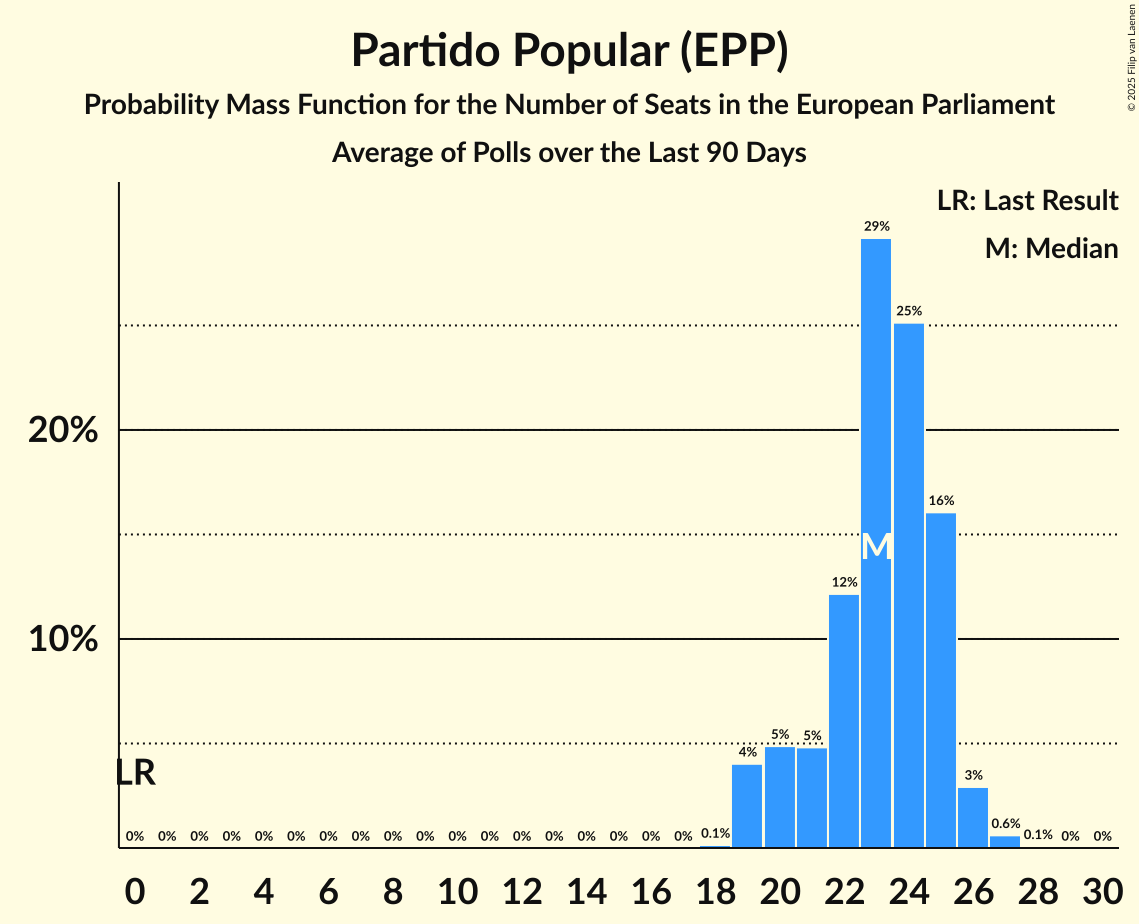 Partido Popular (EPP)
Probability Mass Function for the Number of Seats in the European Parliament
Average of Polls over the Last 90 Days
© 2025 Filip van Laenen
LR: Last Result
M: Median
29%
25%
20%
16%
M
12%
10%
5%
5%
4%
3%
LR
0% 0% 0% 0% 0% 0% 0% 0% 0% 0% 0% 0% 0% 0% 0% 0% 0% 0% 0.1% 0.6% 0.1% 0% 0%
0 2 4 6 8 10 12 14 16 18 20 22 24 26 28 30